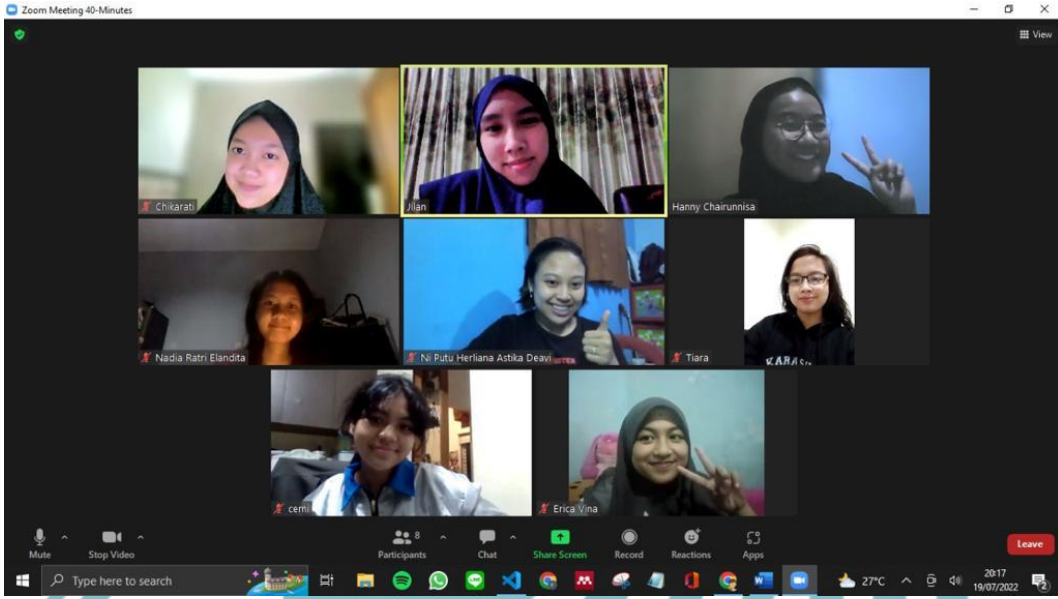 Zoom Meeting 40-Minutes
View
Chikarati
Jilan
Hanny Chairunnisa
Nadia Ratri Elandita
Ni Putu Herliana Astika Deavi
Tiara
KARASU
cemi
Erica Vina
Mute
Stop Video
8
Participants
Chat
Share Screen
Record
Reactions
Apps
Leave
Type here to search
27°C
20:17
19/07/2022
2